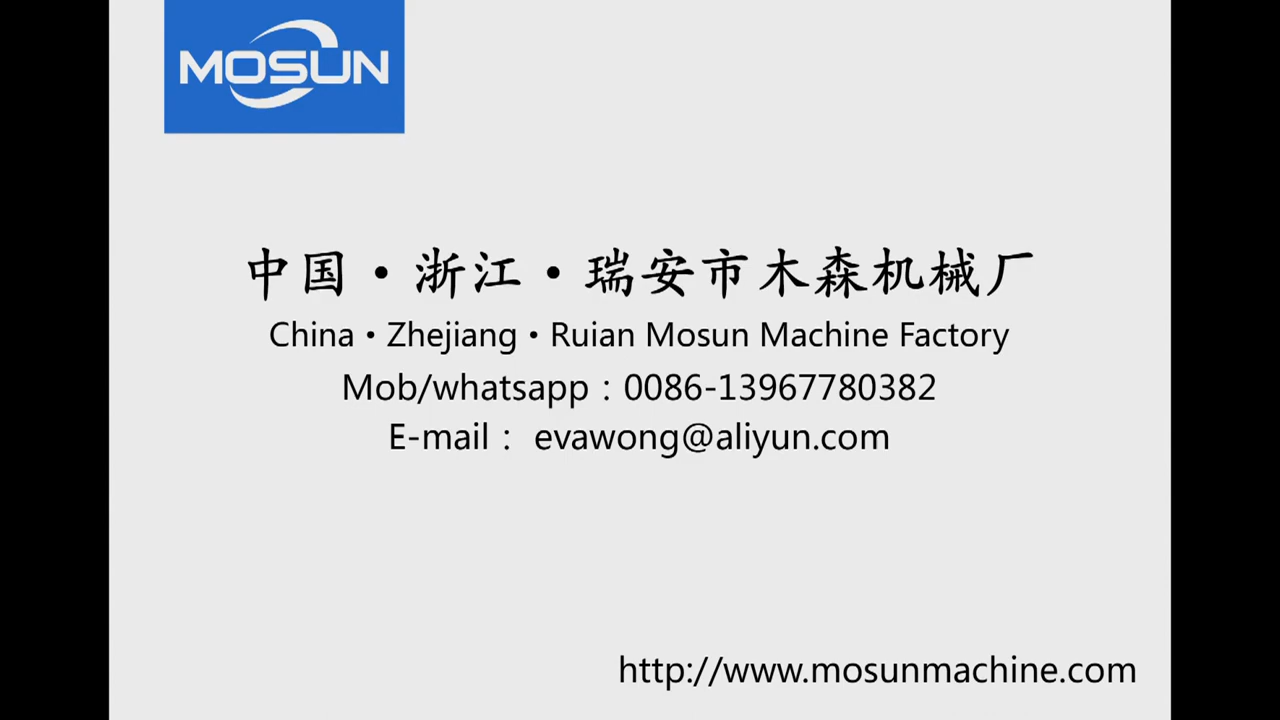 MOSUN
中国·浙江·瑞安市木森机械厂
China·Zhejiang·Ruian Mosun Machine Factory
Mob/whatsapp：0086-13967780382
E-mail： evawong@aliyun.com
http://www.mosunmachine.com